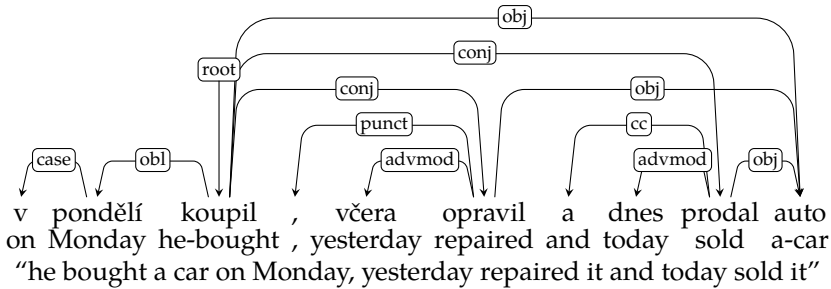 obj
conj
root
conj obj
punct cc
case obl advmod advmod obj
v pondělí koupil , včera opravil a dnes prodal auto
on Monday he-bought , yesterday repaired and today sold a-car
“he bought a car on Monday, yesterday repaired it and today sold it”